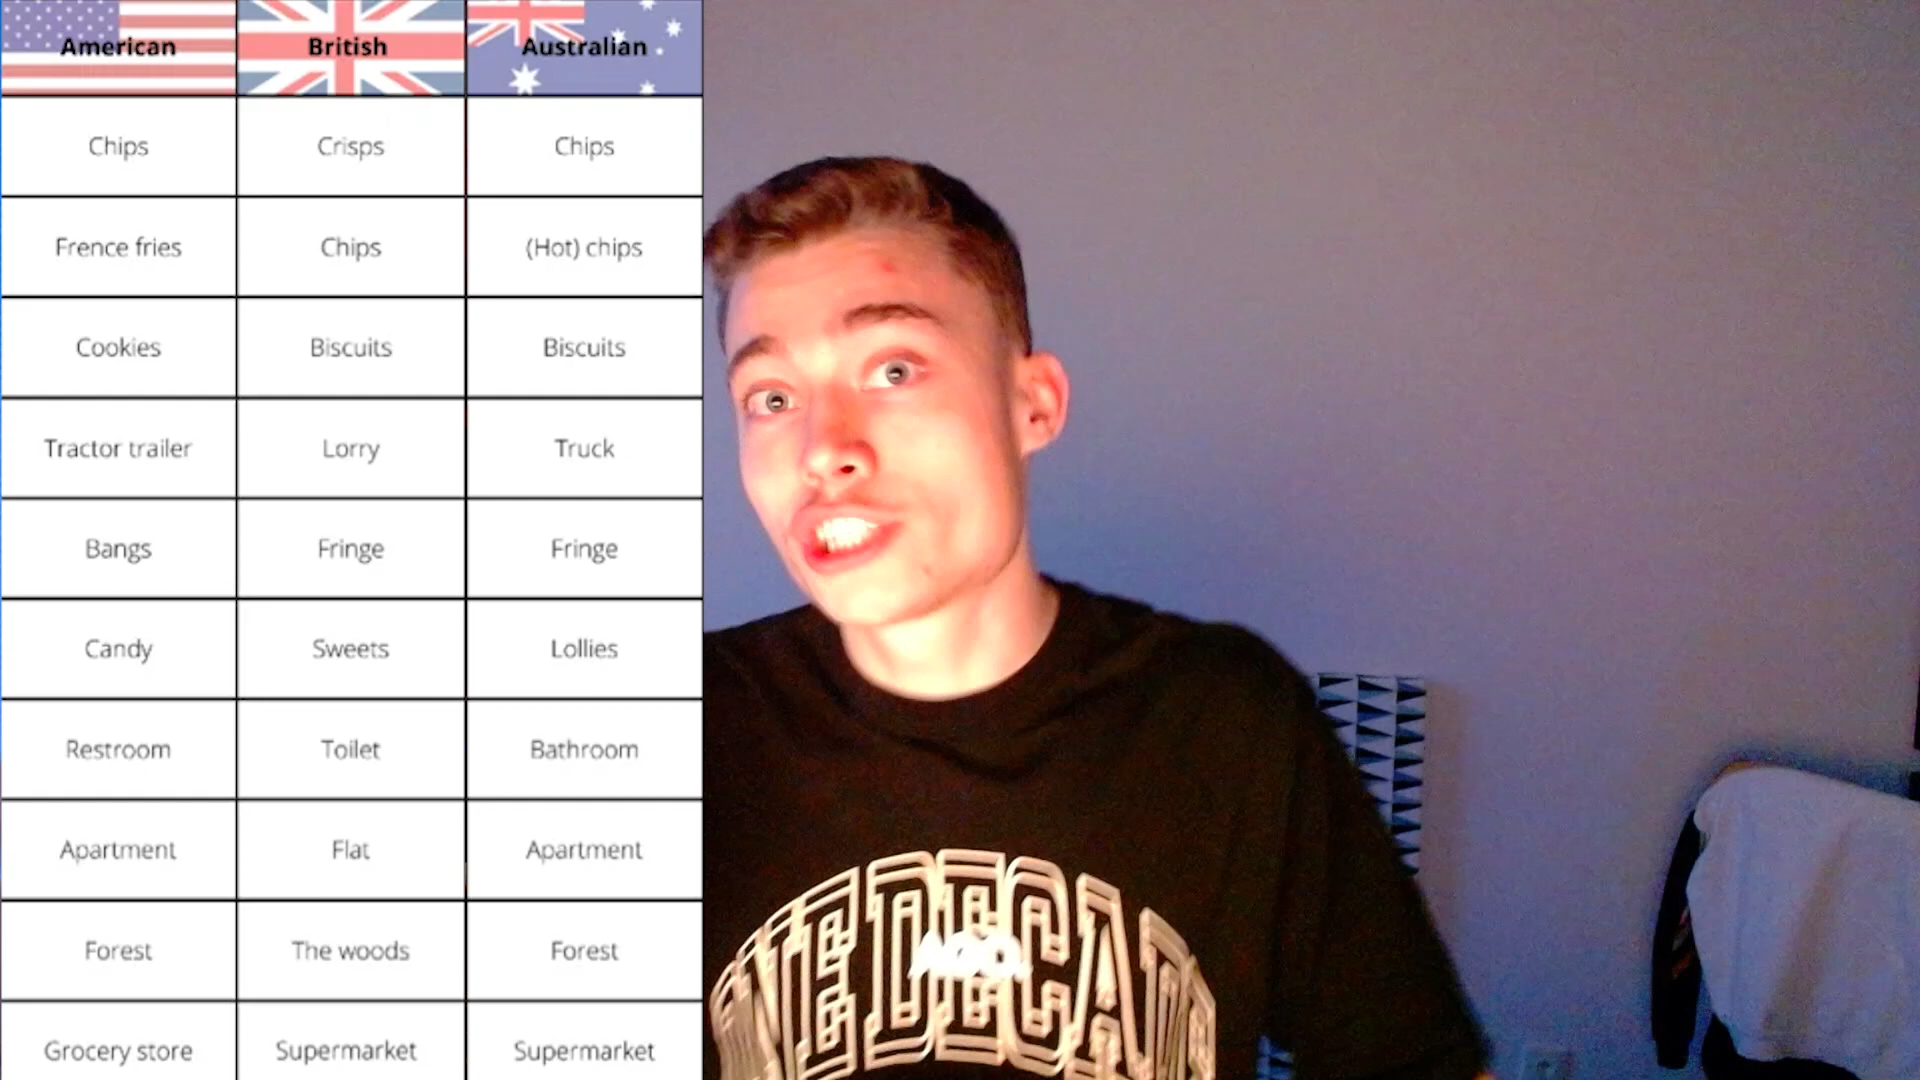 American British Australian
Chips Crisps Chips
Frence fries Chips (Hot) chips
Cookies Biscuits Biscuits
Tractor trailer Lorry Truck
Bangs Fringe Fringe
Candy Sweets Lollies
Restroom Toilet Bathroom
Apartment Flat Apartment
Forest The woods Forest
Grocery store Supermarket Supermarket